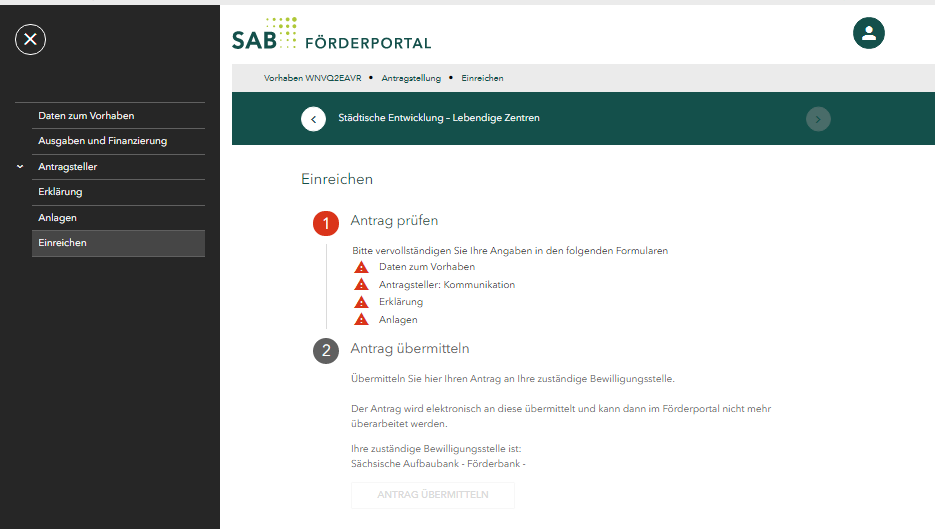 SAB FÖRDERPORTAL
Vorhaben WNVQ2EAVR • Antragstellung • Einreichen
Städtische Entwicklung – Lebendige Zentren
Daten zum Vorhaben
Ausgaben und Finanzierung
Antragsteller
Erklärung
Anlagen
Einreichen
Einreichen
1 Antrag prüfen
Bitte vervollständigen Sie Ihre Angaben in den folgenden Formularen
Daten zum Vorhaben
Antragsteller: Kommunikation
Erklärung
Anlagen
2 Antrag übermitteln
Übermitteln Sie hier Ihren Antrag an Ihre zuständige Bewilligungsstelle.
Der Antrag wird elektronisch an diese übermittelt und kann dann im Förderportal nicht mehr
überarbeitet werden.
Ihre zuständige Bewilligungsstelle ist:
Sächsische Aufbaubank - Förderbank -
ANTRAG ÜBERMITTELN